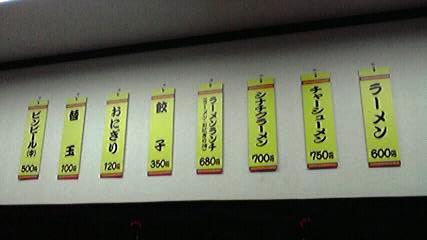 ラーメン
600円
チャーシューメン
750円
シナチクラーメン
700円
ラーメンランチ
680円
餃子
350円
おにぎり
120円
替玉
100円
ビンビール(中)
500円